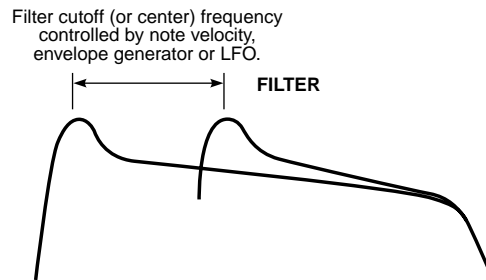 Filter cutoff (or center) frequency
controlled by note velocity,
envelope generator or LFO.
FILTER